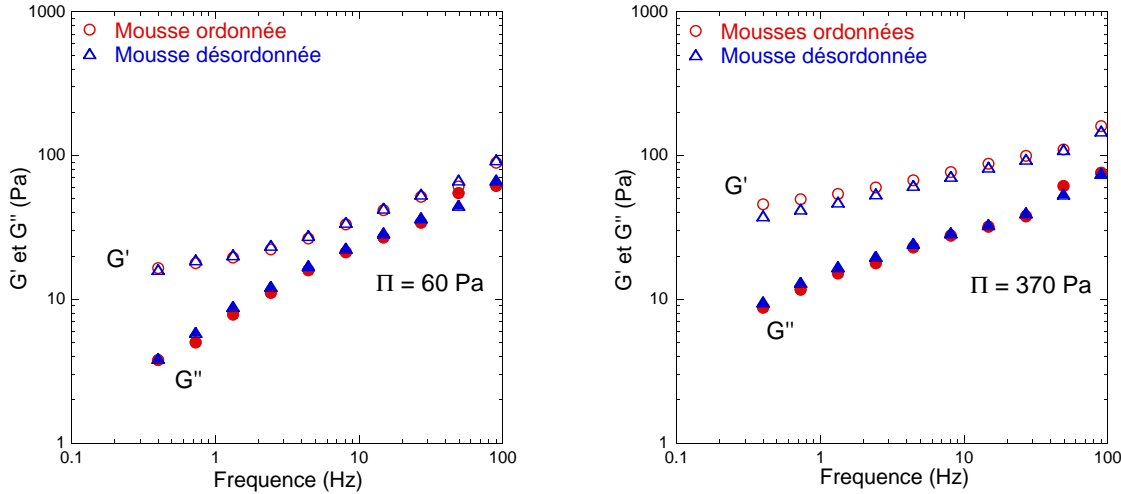 1000
Mousse ordonnée
Mousse désordonnée
100
G' et G" (Pa)
G'
Π = 60 Pa
10
G"
1
0.1
1
10
100
Frequence (Hz)
1000
Mousses ordonnées
Mousse désordonnée
100
G' et G" (Pa)
G'
Π = 370 Pa
10
G"
1
0.1
1
10
100
Frequence (Hz)